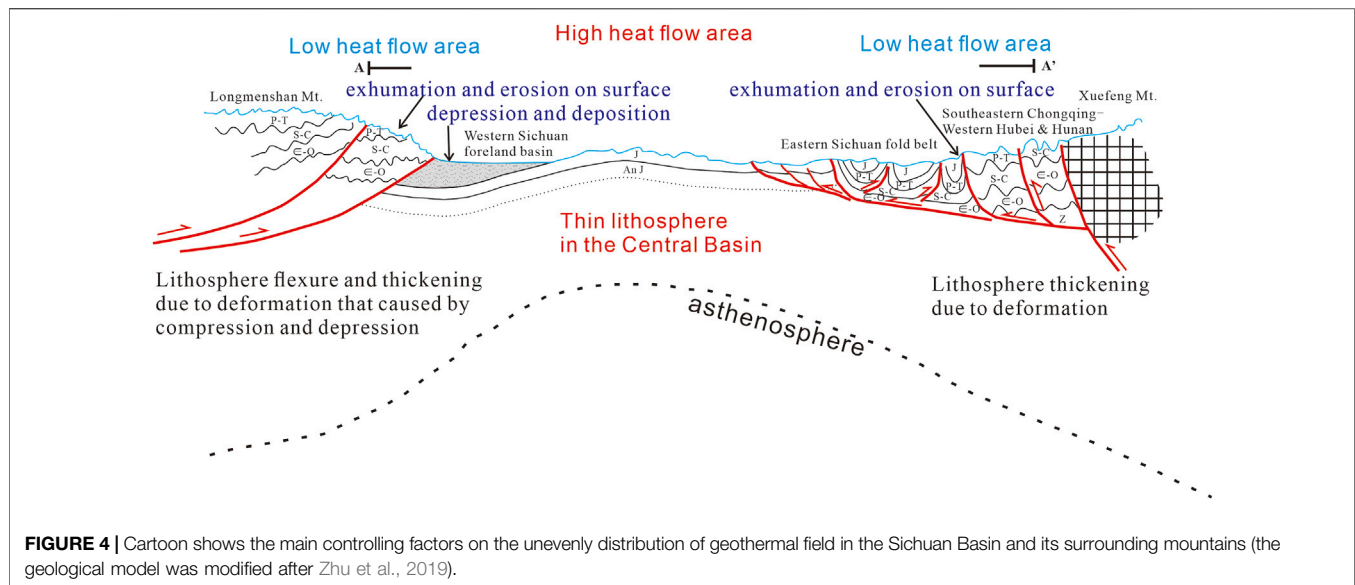 High heat flow area
Low heat flow area
Low heat flow area
A
A'
Longmenshan Mt.
exhumation and erosion on surface
depression and deposition
exhumation and erosion on surface
Xuefeng Mt.
Southeastern Chongqing-
Western Hubei & Hunan
Western Sichuan
foreland basin
Eastern Sichuan fold belt
P-T
S-C
∈-O
P-T
S-C
∈-O
J
An J
J
J
J
P-T
P-T
P-T
S-C
S-C
∈-O
∈-O
P-T
S-C
∈-O
S-C
∈-O
Z
Thin lithosphere
in the Central Basin
Lithosphere flexure and thickening
due to deformation that caused by
compression and depression
Lithosphere thickening
due to deformation
asthenosphere
FIGURE 4 | Cartoon shows the main controlling factors on the unevenly distribution of geothermal field in the Sichuan Basin and its surrounding mountains (the
geological model was modified after Zhu et al., 2019).